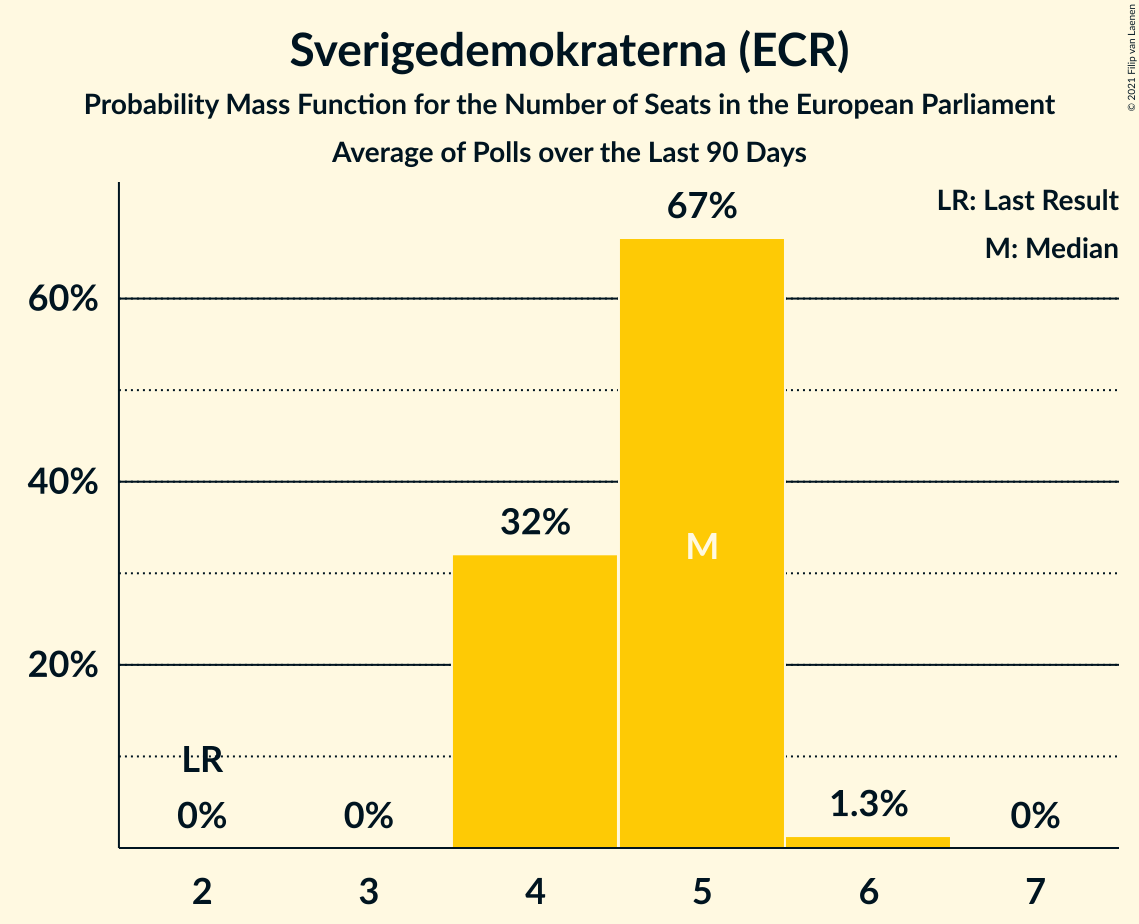 Sverigedemokraterna (ECR)
Probability Mass Function for the Number of Seats in the European Parliament
Average of Polls over the Last 90 Days
© 2021 Filip van Laenen
LR: Last Result
M: Median
67%
60%
40%
32%
M
20%
LR
0%
0%
1.3%
0%
2 3 4 5 6 7